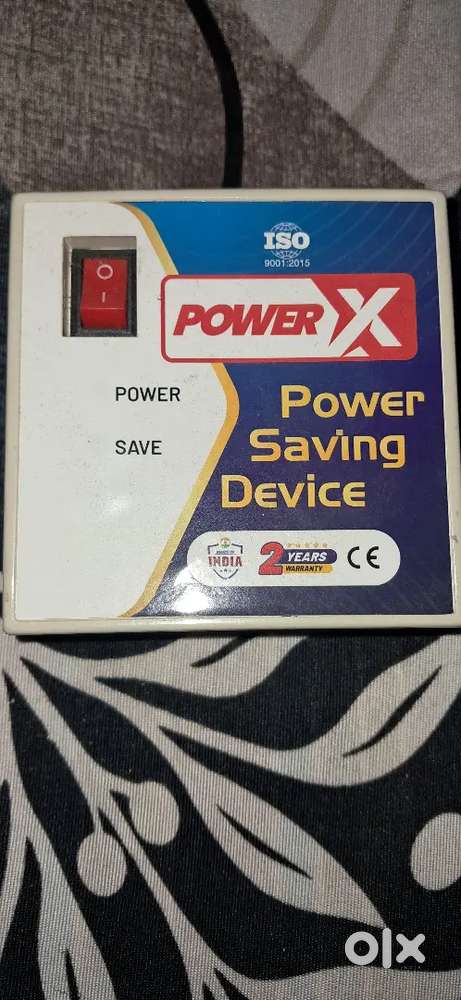 ISO
9001:2015
POWER X
POWER
SAVE
Power
Saving
Device
INDIA
2 YEARS
WARRANTY
CE
olx